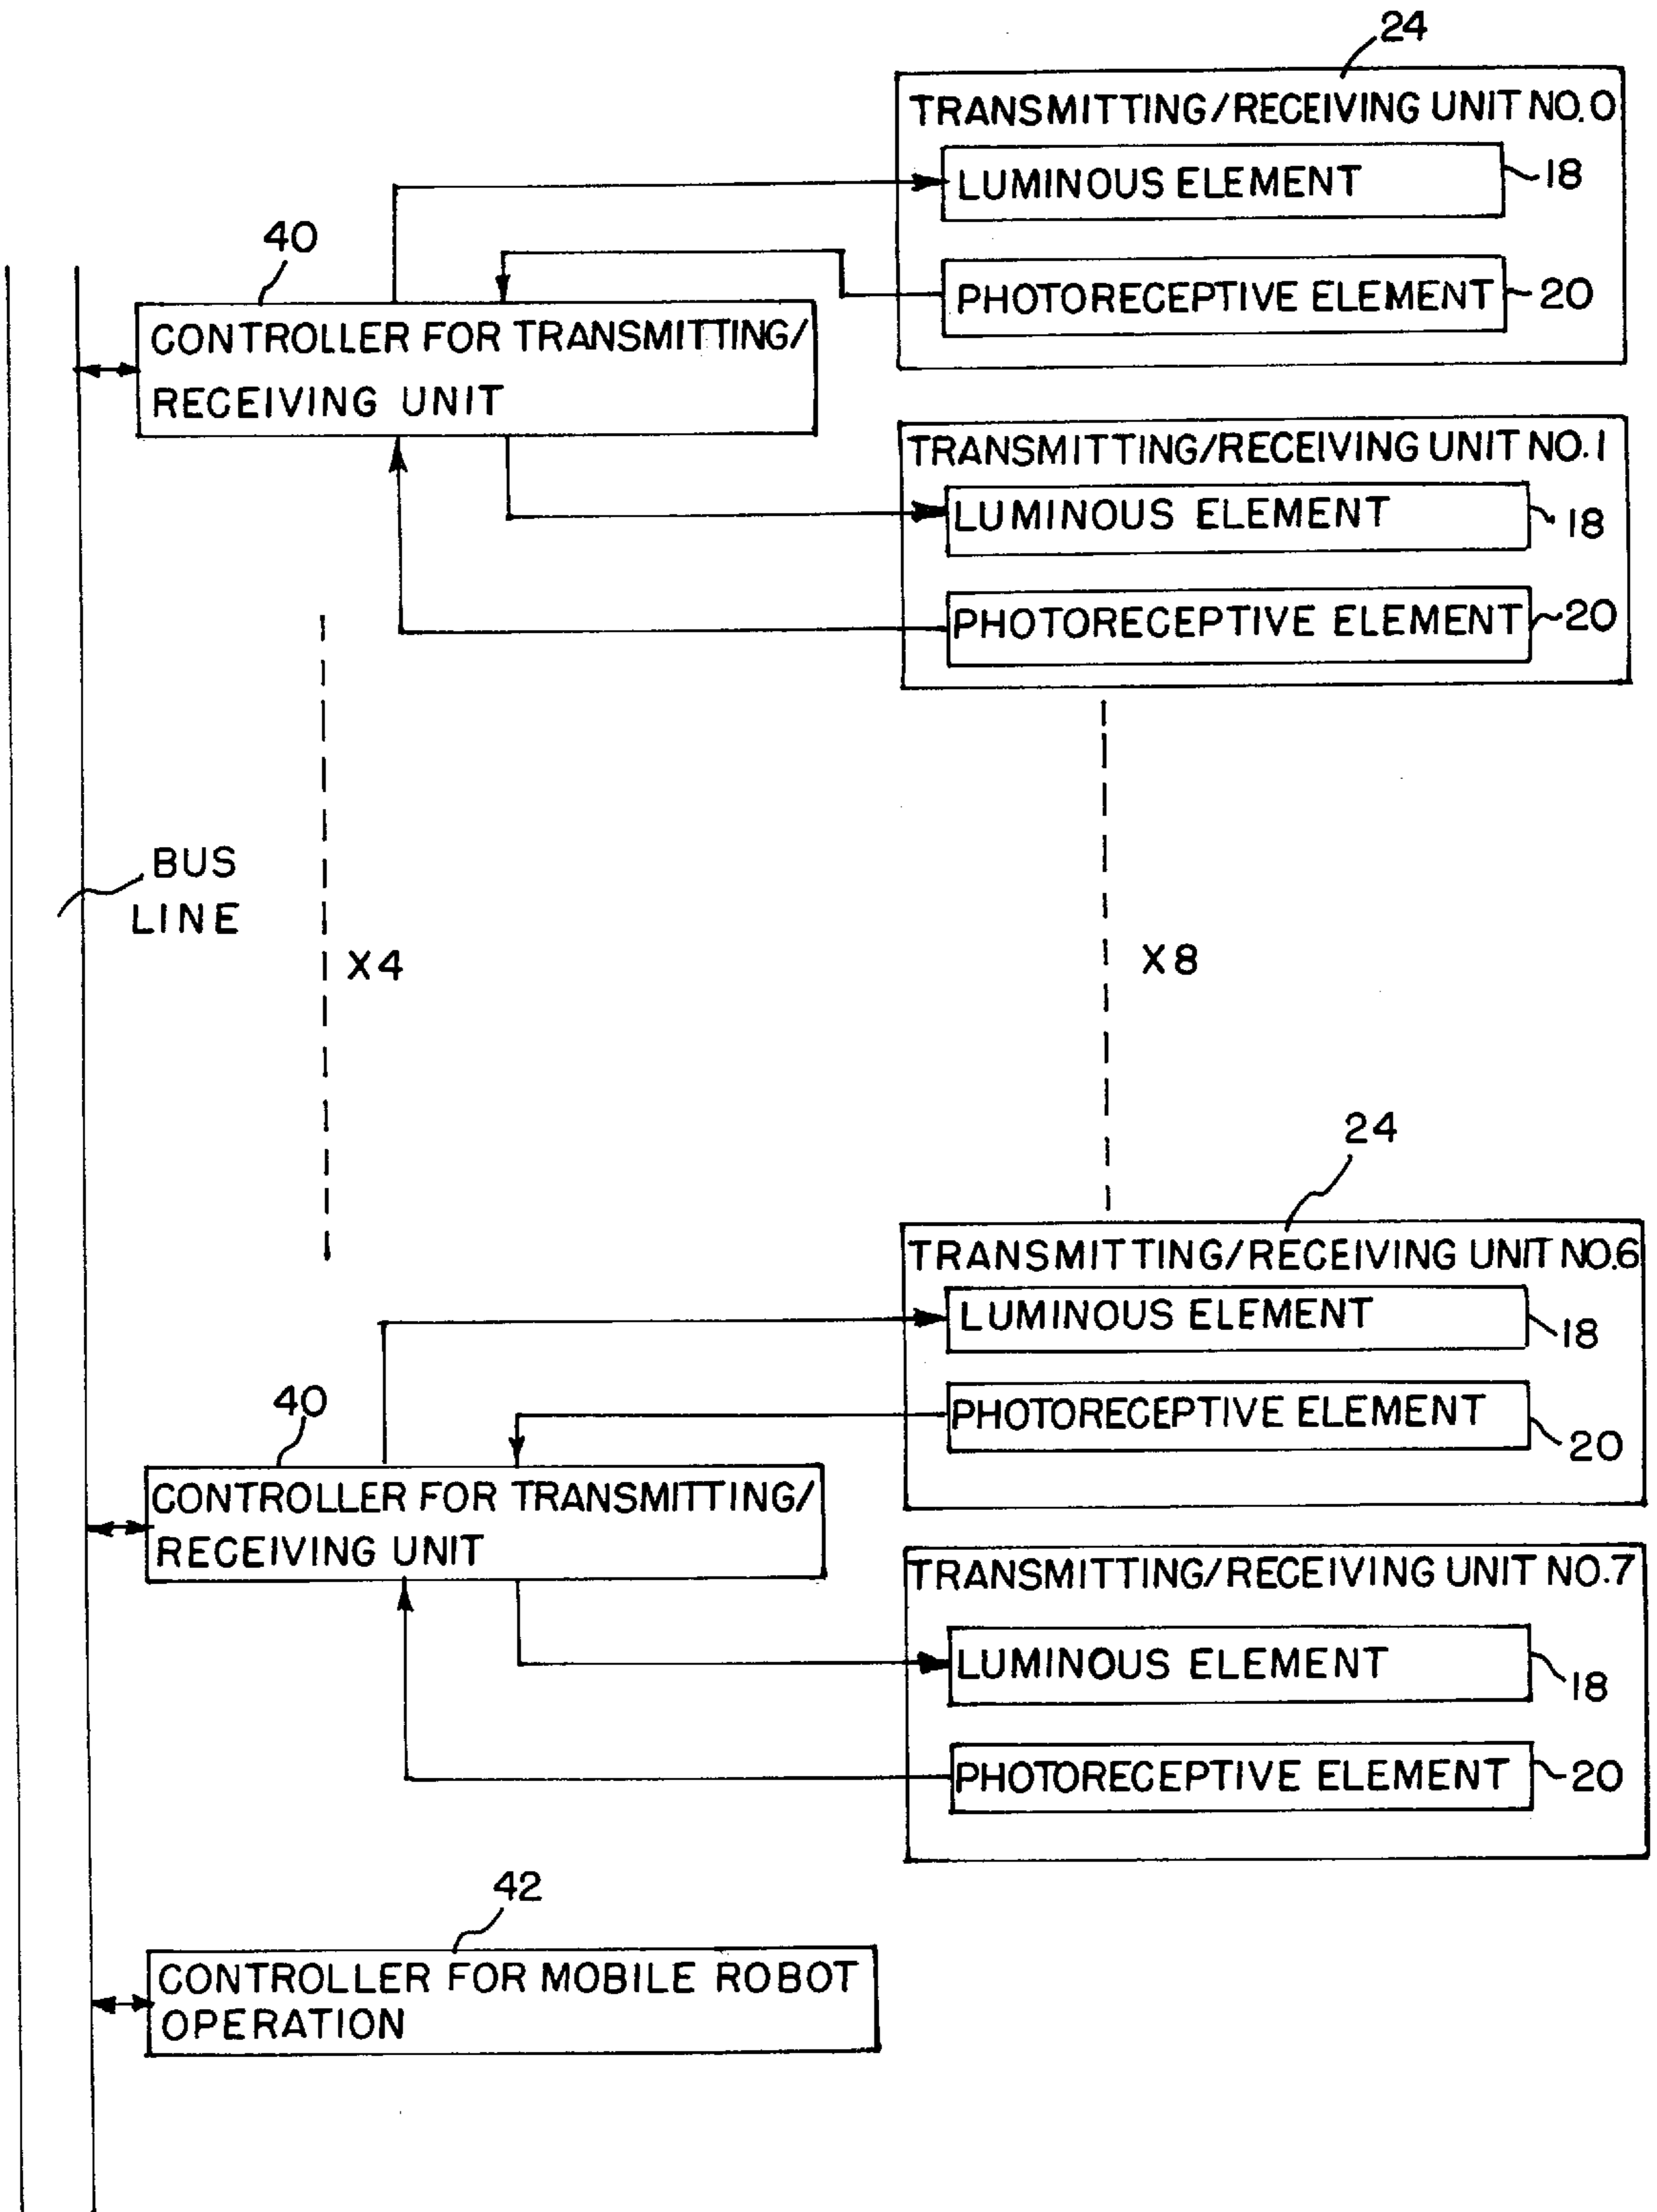 24
TRANSMITTING/RECEIVING UNIT NO.0
LUMINOUS ELEMENT
18
40
PHOTORECEPTIVE ELEMENT
20
CONTROLLER FOR TRANSMITTING/
RECEIVING UNIT
TRANSMITTING/RECEIVING UNIT NO.1
LUMINOUS ELEMENT
18
PHOTORECEPTIVE ELEMENT
20
BUS
LINE
X4
X8
24
TRANSMITTING/RECEIVING UNIT NO.6
LUMINOUS ELEMENT
18
40
PHOTORECEPTIVE ELEMENT
20
CONTROLLER FOR TRANSMITTING/
RECEIVING UNIT
TRANSMITTING/RECEIVING UNIT NO.7
LUMINOUS ELEMENT
18
PHOTORECEPTIVE ELEMENT
20
42
CONTROLLER FOR MOBILE ROBOT
OPERATION